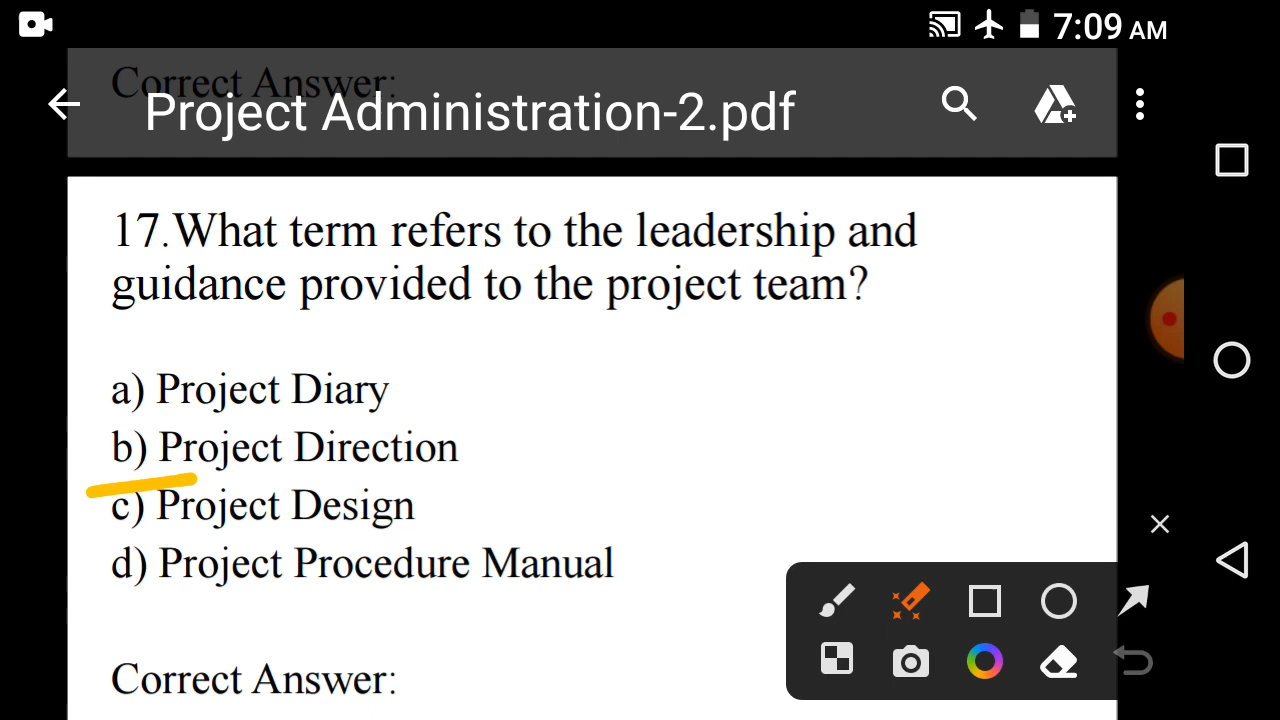 7:09 AM
Correct Answer:
Project Administration-2.pdf
17.What term refers to the leadership and
guidance provided to the project team?
a) Project Diary
b) Project Direction
c) Project Design
d) Project Procedure Manual
Correct Answer: